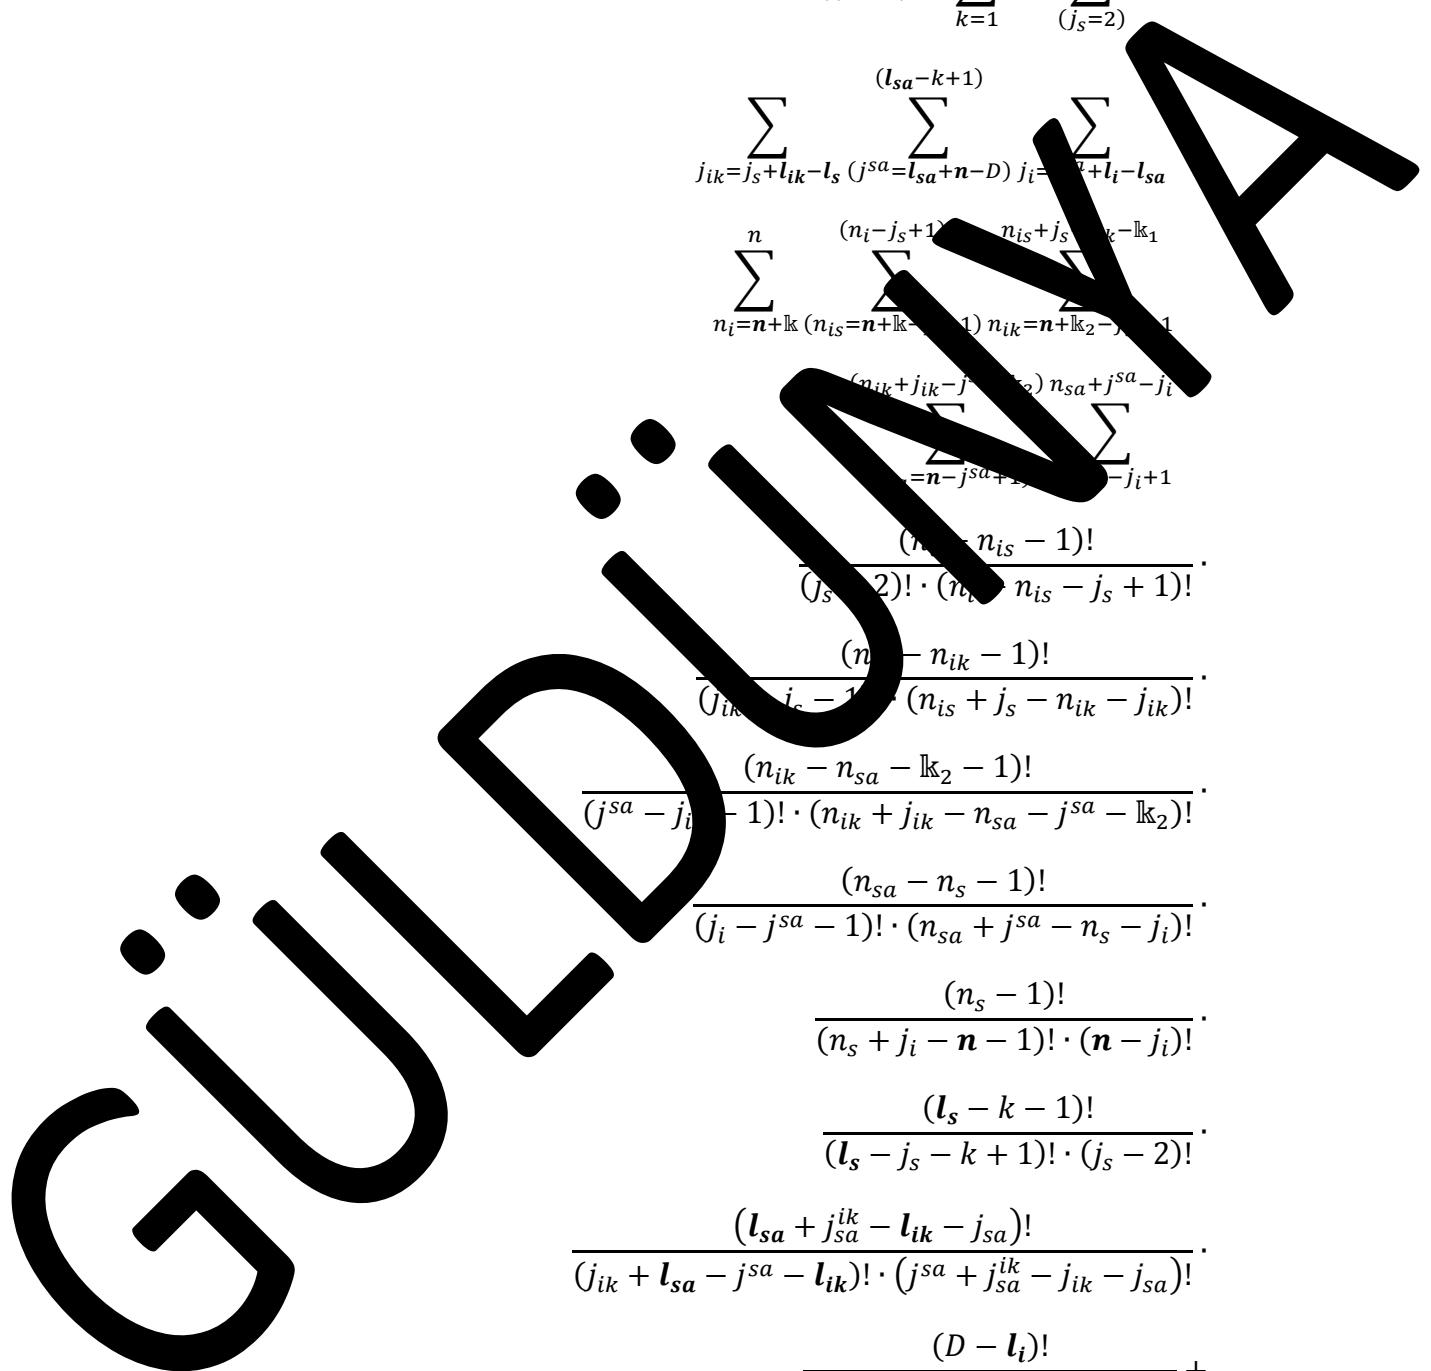 k=1 (j_s=2)
(l_sa−k+1)
∑ ∑ ∑
j_ik=j_s+l_ik−l_s (j^sa=l_sa+n−D) +l_i−l_sa
n (n_i−j_s+1) n_is+j_s −𝕜_1
∑ ∑ ∑
n_i=n+𝕜 (n_is=n+𝕜 1) n_ik=n+𝕜_2−
(n_ik+j_ik− n_sa+j^sa−j_i
∑ ∑
=n−j^sa+1) −j_i+1
n_is − 1)!
(j_s 2)! · n_is − j_s + 1)! ·
− n_ik − 1)!
(j_ik j_s − (n_is + j_s − n_ik − j_ik)! ·
(n_ik − n_sa − 𝕜_2 − 1)!
(j^sa − − 1)! · (n_ik + j_ik − n_sa − j^sa − 𝕜_2)! ·
(n_sa − n_s − 1)!
(j_i − j^sa − 1)! · (n_sa + j^sa − n_s − j_i)! ·
(n_s − 1)!
(n_s + j_i − n − 1)! · (n − j_i)! ·
(l_s − k − 1)!
(l_s − j_s − k + 1)! · (j_s − 2)! ·
(l_sa + j_sa^ik − l_ik − j_sa)!
(j_ik + l_sa − j^sa − l_ik)! · (j^sa + j_sa^ik − j_ik − j_sa)! ·
(D − l_i)!
+
GÜLDÜNYA